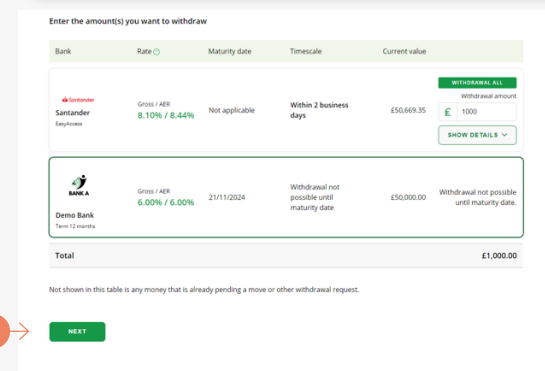 Enter the amount(s) you want to withdraw
Bank Rate ? Maturity date Timescale Current value
WITHDRAWAL ALL
Withdrawal amount
Santander
Santander
EasyAccess
Gross / AER
8.10% / 8.44%
Not applicable
Within 2 business
days
£50,669.35
£ 1000
SHOW DETAILS
BANK A
Demo Bank
Term 12 months
Gross / AER
6.00% / 6.00%
21/11/2024
Withdrawal not
possible until
maturity date
£50,000.00
Withdrawal not possible
until maturity date.
Total £1,000.00
Not shown in this table is any money that is already pending a move or other withdrawal request.
NEXT